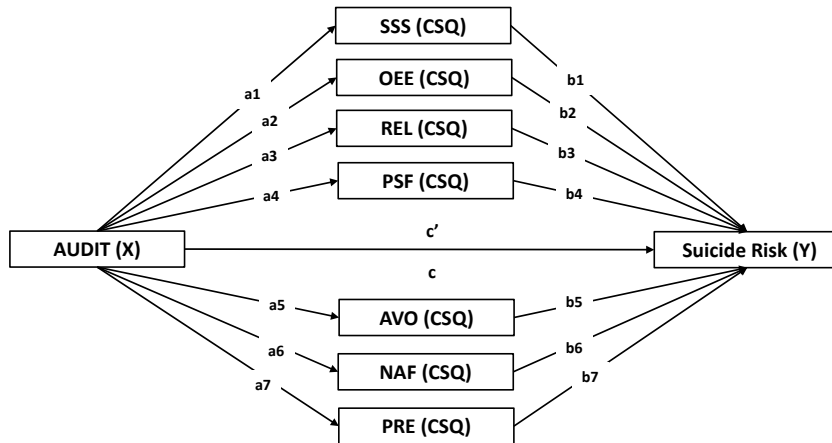 SSS (CSQ)
OEE (CSQ)
REL (CSQ)
PSF (CSQ)
a1
a2
a3
a4
b1
b2
b3
b4
AUDIT (X)
c’
c
Suicide Risk (Y)
a5
a6
a7
b5
b6
b7
AVO (CSQ)
NAF (CSQ)
PRE (CSQ)